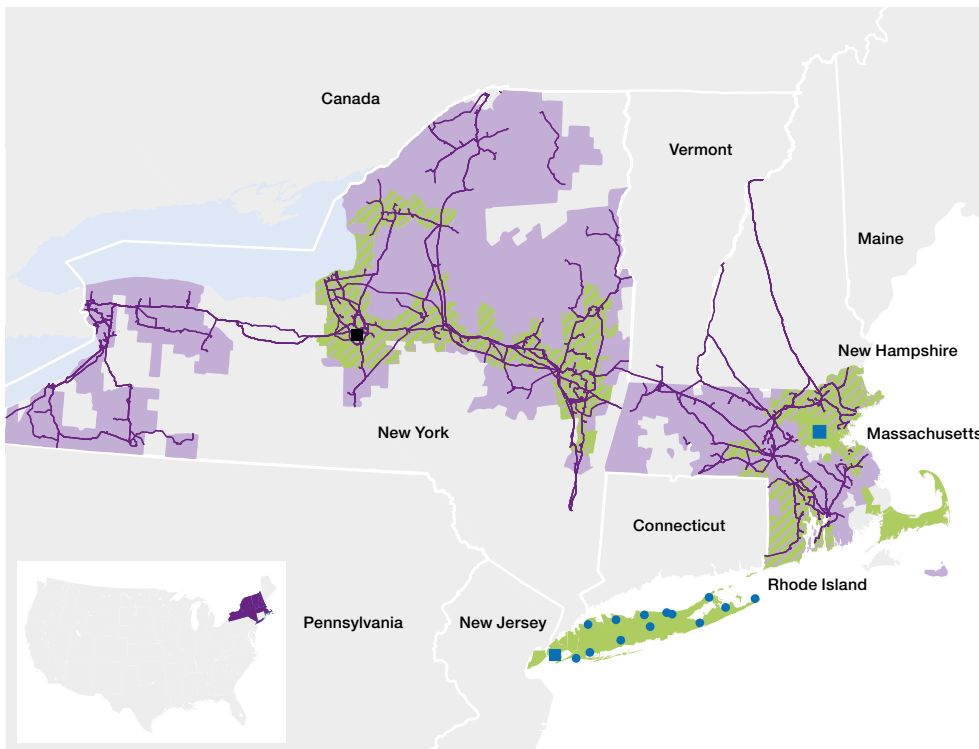 Canada
Vermont
Maine
New Hampshire
New York
Massachusetts
Connecticut
Rhode Island
Pennsylvania
New Jersey